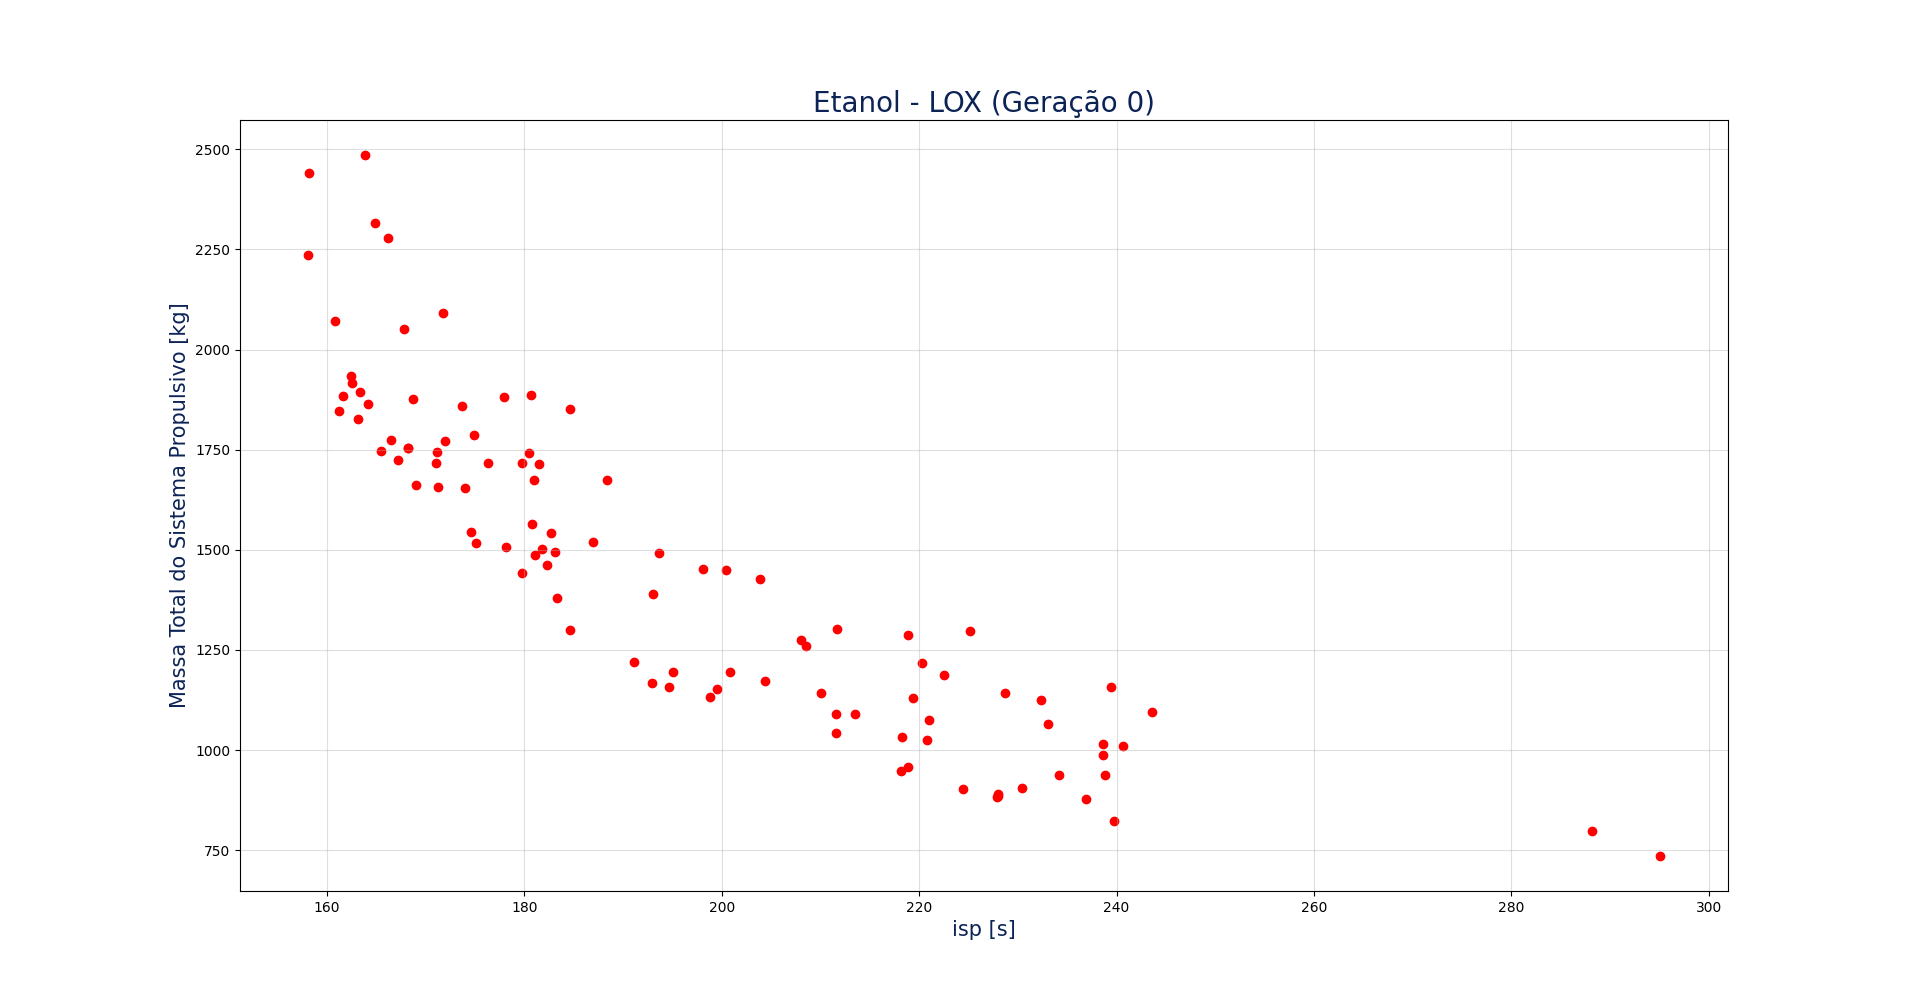 Etanol - LOX (Geração 0)
Massa Total do Sistema Propulsivo [kg]
2500
2250
2000
1750
1500
1250
1000
750
160 180 200 220 240 260 280 300
isp [s]